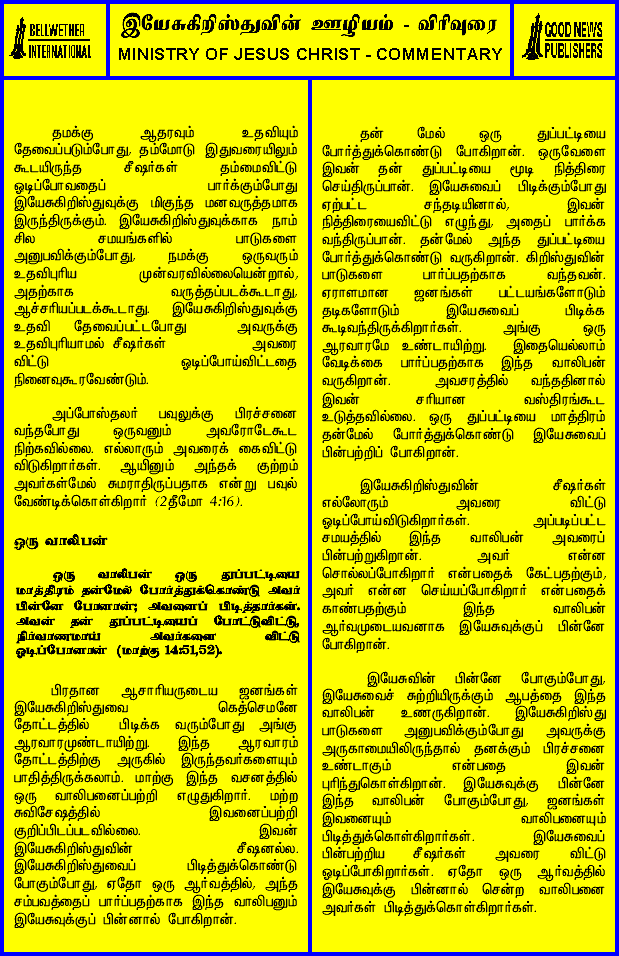 BELLWETHER
INTERNATIONAL
இயேசுகிறிஸ்துவின் ஊழியம் - விரிவுரை
MINISTRY OF JESUS CHRIST - COMMENTARY
GOOD NEWS
PUBLISHERS
தமக்கு ஆதரவும் உதவியும்
தேவைப்படும்போது, தம்மோடு இதுவரையிலும்
கூடயிருந்த சீஷர்கள் தம்மைவிட்டு
ஓடிப்போவதைப் பார்க்கும்போது
இயேசுகிறிஸ்துவுக்கு மிகுந்த மனவருத்தமாக
இருந்திருக்கும். இயேசுகிறிஸ்துவுக்காக நாம்
சில சமயங்களில் பாடுகளை
அனுபவிக்கும்போது, நமக்கு ஒருவரும்
உதவிபுரிய முன்வரவில்லையென்றால்,
அதற்காக வருத்தப்படக்கூடாது,
ஆச்சரியப்படக்கூடாது. இயேசுகிறிஸ்துவுக்கு
உதவி தேவைப்பட்டபோது அவருக்கு
உதவிபுரியாமல் சீஷர்கள் அவரை
விட்டு ஓடிப்போய்விட்டதை
நினைவுகூரவேண்டும்.
அப்போஸ்தலர் பவுலுக்கு பிரச்சனை
வந்தபோது ஒருவனும் அவரோடேகூட
நிற்கவில்லை. எல்லாரும் அவரைக் கைவிட்டு
விடுகிறார்கள். ஆயினும் அந்தக் குற்றம்
அவர்கள்மேல் சுமராதிருப்பதாக என்று பவுல்
வேண்டிக்கொள்கிறார் (2தீமோ 4:16).
ஒரு வாலிபன்
ஒரு வாலிபன் ஒரு துப்பட்டியை
மாத்திரம் தன்மேல் போர்த்துக்கொண்டு அவர்
பின்னே போனான்; அவனைப் பிடித்தார்கள்.
அவன் தன் துப்பட்டியைப் போட்டுவிட்டு,
நிர்வாணமாய் அவர்களை விட்டு
ஓடிப்போனான் (மாற்கு 14:51,52).
பிரதான ஆசாரியருடைய ஜனங்கள்
இயேசுகிறிஸ்துவை கெத்செமனே
தோட்டத்தில் பிடிக்க வரும்போது அங்கு
ஆரவாரமுண்டாயிற்று. இந்த ஆரவாரம்
தோட்டத்திற்கு அருகில் இருந்தவர்களையும்
பாதித்திருக்கலாம். மாற்கு இந்த வசனத்தில்
ஒரு வாலிபனைப்பற்றி எழுதுகிறார். மற்ற
சுவிசேஷத்தில் இவனைப்பற்றி
குறிப்பிடப்படவில்லை. இவன்
இயேசுகிறிஸ்துவின் சீஷனல்ல.
இயேசுகிறிஸ்துவைப் பிடித்துக்கொண்டு
போகும்போது, ஏதோ ஒரு ஆர்வத்தில், அந்த
சம்பவத்தைப் பார்ப்பதற்காக இந்த வாலிபனும்
இயேசுவுக்குப் பின்னால் போகிறான்.
தன் மேல் ஒரு துப்பட்டியை
போர்த்துக்கொண்டு போகிறான். ஒருவேளை
இவன் தன் துப்பட்டியை மூடி நித்திரை
செய்திருப்பான். இயேசுவைப் பிடிக்கும்போது
ஏற்பட்ட சந்தடியினால், இவன்
நித்திரையைவிட்டு எழுந்து, அதைப் பார்க்க
வந்திருப்பான். தன்மேல் அந்த துப்பட்டியை
போர்த்துக்கொண்டு வருகிறான். கிறிஸ்துவின்
பாடுகளை பார்ப்பதற்காக வந்தவன்.
ஏராளமான ஜனங்கள் பட்டயங்களோடும்
தடிகளோடும் இயேசுவைப் பிடிக்க
கூடிவந்திருக்கிறார்கள். அங்கு ஒரு
ஆரவாரமே உண்டாயிற்று. இதையெல்லாம்
வேடிக்கை பார்ப்பதற்காக இந்த வாலிபன்
வருகிறான். அவசரத்தில் வந்ததினால்
இவன் சரியான வஸ்திரங்கூட
உடுத்தவில்லை. ஒரு துப்பட்டியை மாத்திரம்
தன்மேல் போர்த்துக்கொண்டு இயேசுவைப்
பின்பற்றிப் போகிறான்.
இயேசுகிறிஸ்துவின் சீஷர்கள்
எல்லோரும் அவரை விட்டு
ஓடிப்போய்விடுகிறார்கள். அப்படிப்பட்ட
சமயத்தில் இந்த வாலிபன் அவரைப்
பின்பற்றுகிறான். அவர் என்ன
சொல்லப்போகிறார் என்பதைக் கேட்பதற்கும்,
அவர் என்ன செய்யப்போகிறார் என்பதைக்
காண்பதற்கும் இந்த வாலிபன்
ஆர்வமுடையவனாக இயேசுவுக்குப் பின்னே
போகிறான்.
இயேசுவின் பின்னே போகும்போது,
இயேசுவைச் சுற்றியிருக்கும் ஆபத்தை இந்த
வாலிபன் உணருகிறான். இயேசுகிறிஸ்து
பாடுகளை அனுபவிக்கும்போது அவருக்கு
அருகாமையிலிருந்தால் தனக்கும் பிரச்சனை
உண்டாகும் என்பதை இவன்
புரிந்துகொள்கிறான். இயேசுவுக்கு பின்னே
இந்த வாலிபன் போகும்போது, ஜனங்கள்
இவனையும் வாலிபனையும்
பிடித்துக்கொள்கிறார்கள். இயேசுவைப்
பின்பற்றிய சீஷர்கள் அவரை விட்டு
ஓடிப்போகிறார்கள். ஏதோ ஒரு ஆர்வத்தில்
இயேசுவுக்கு பின்னால் சென்ற வாலிபனை
அவர்கள் பிடித்துக்கொள்கிறார்கள்.